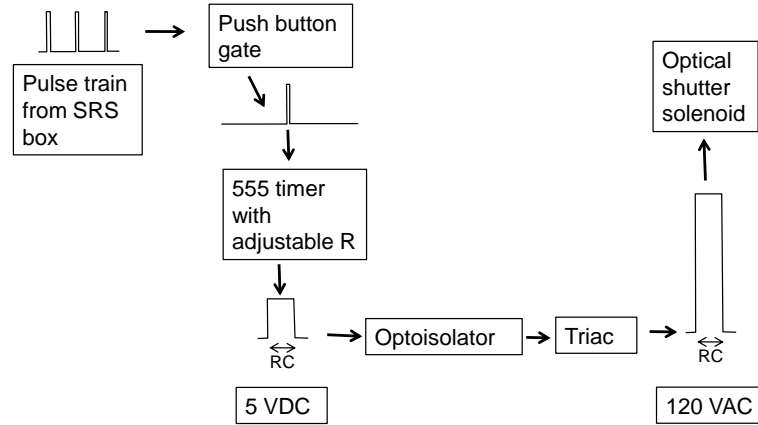 Pulse train
from SRS
box
Push button
gate
555 timer
with
adjustable R
RC
5 VDC
Optoisolator
Triac
RC
120 VAC
Optical
shutter
solenoid